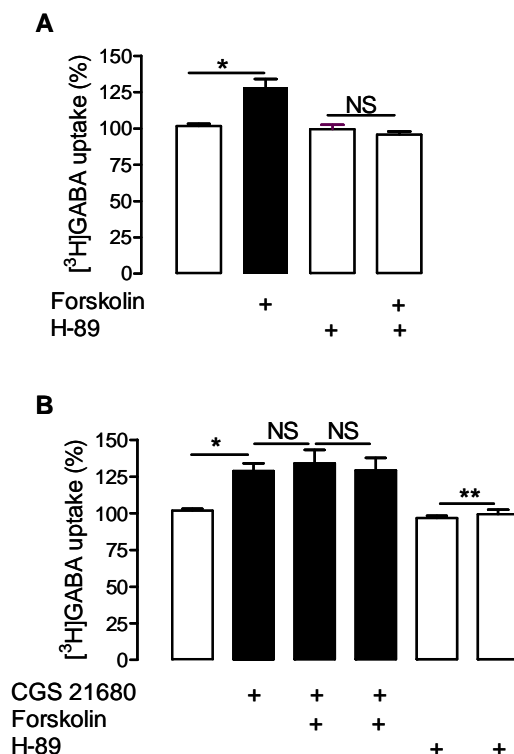 A
[³H]GABA uptake (%)
150
125
100
75
50
25
0
*
NS
Forskolin + +
H-89 + +
B
[³H]GABA uptake (%)
150
125
100
75
50
25
0
* NS NS
**
CGS 21680 + + +
Forskolin + +
H-89 + +